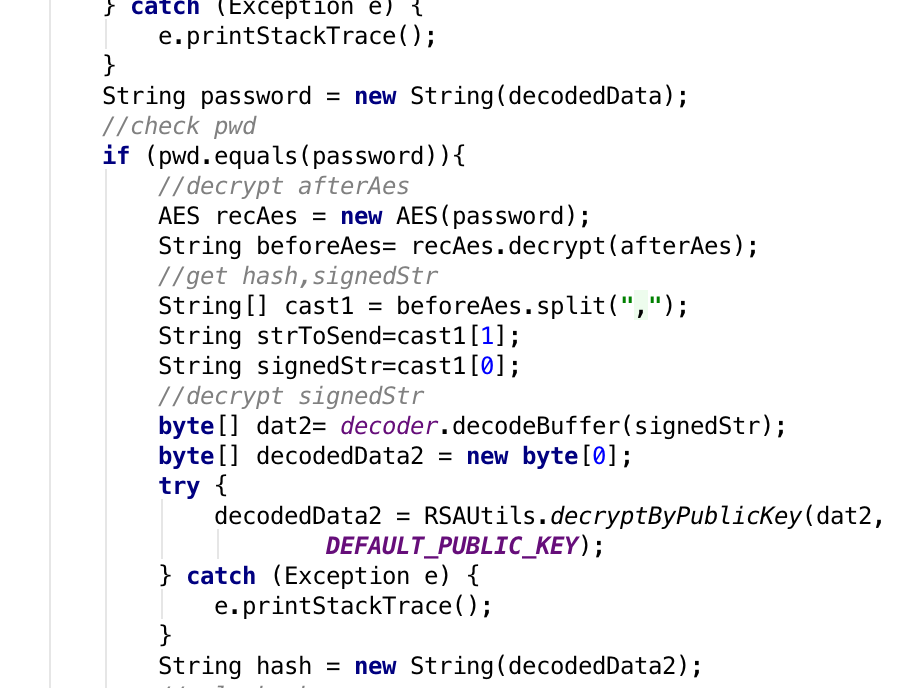 } catch (Exception e) {
e.printStackTrace();
}
String password = new String(decodedData);
//check pwd
if (pwd.equals(password)){
//decrypt afterAes
AES recAes = new AES(password);
String beforeAes= recAes.decrypt(afterAes);
//get hash,signedStr
String[] cast1 = beforeAes.split(",");
String strToSend=cast1[1];
String signedStr=cast1[0];
//decrypt signedStr
byte[] dat2= decoder.decodeBuffer(signedStr);
byte[] decodedData2 = new byte[0];
try {
decodedData2 = RSAUtils.decryptByPublicKey(dat2,
DEFAULT_PUBLIC_KEY);
} catch (Exception e) {
e.printStackTrace();
}
String hash = new String(decodedData2);